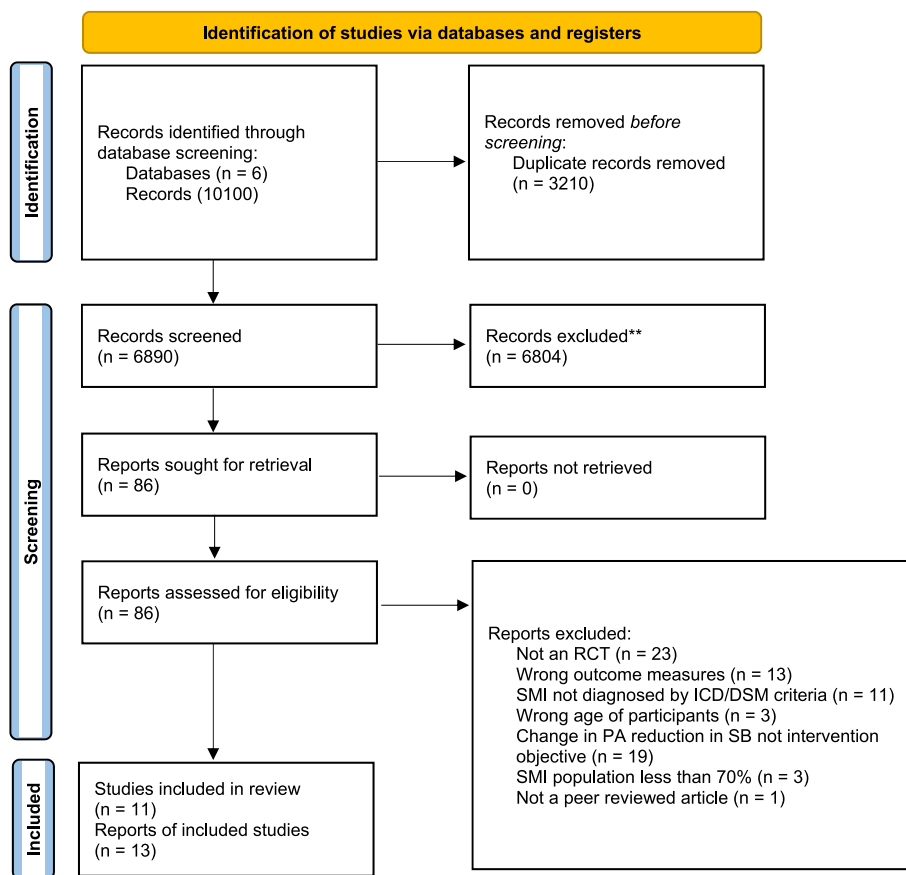 Identification of studies via databases and registers
Identification
Records identified through
database screening:
Databases (n = 6)
Records (10100)
Records removed before
screening:
Duplicate records removed
(n = 3210)
Screening
Records screened
(n = 6890)
Records excluded**
(n = 6804)
Reports sought for retrieval
(n = 86)
Reports not retrieved
(n = 0)
Reports assessed for eligibility
(n = 86)
Reports excluded:
Not an RCT (n = 23)
Wrong outcome measures (n = 13)
SMI not diagnosed by ICD/DSM criteria (n = 11)
Wrong age of participants (n = 3)
Change in PA reduction in SB not intervention
objective (n = 19)
SMI population less than 70% (n = 3)
Not a peer reviewed article (n = 1)
Included
Studies included in review
(n = 11)
Reports of included studies
(n = 13)